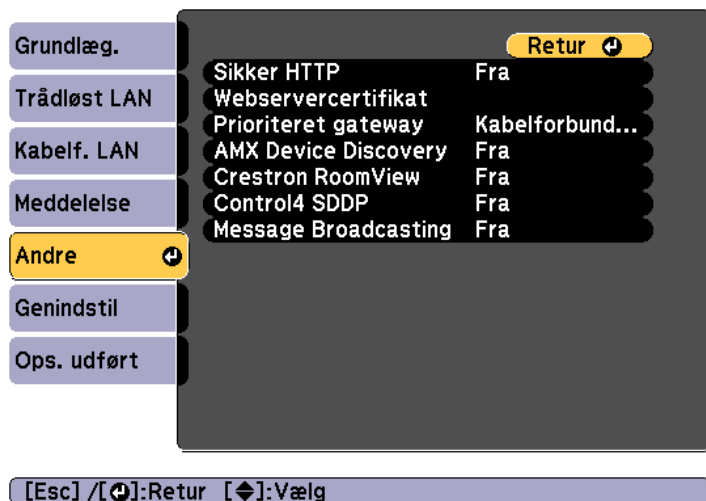 Grundlæg.
Trådløst LAN
Kabelf. LAN
Meddelelse
Andre
Genindstil
Ops. udført
Retur
Sikker HTTP Fra
Webservercertifikat
Prioriteret gateway Kabelforbund...
AMX Device Discovery Fra
Crestron RoomView Fra
Control4 SDDP Fra
Message Broadcasting Fra
[Esc] /[⏎]:Retur [◆]:Vælg